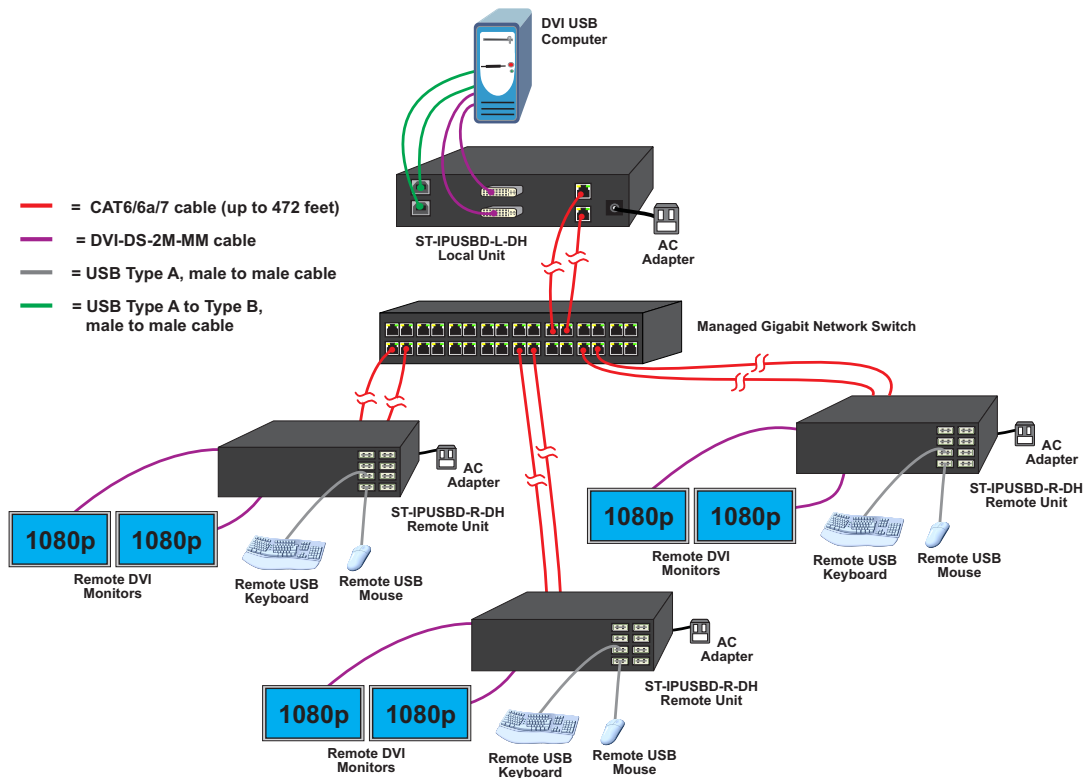 DVI USB
Computer
= CAT6/6a/7 cable (up to 472 feet)
= DVI-DS-2M-MM cable
= USB Type A, male to male cable
= USB Type A to Type B,
male to male cable
ST-IPUSBD-L-DH
Local Unit
AC
Adapter
Managed Gigabit Network Switch
AC
Adapter
ST-IPUSBD-R-DH
Remote Unit
1080p
1080p
Remote DVI
Monitors
Remote USB
Keyboard
Remote USB
Mouse
AC
Adapter
ST-IPUSBD-R-DH
Remote Unit
1080p
1080p
Remote DVI
Monitors
Remote USB
Keyboard
Remote USB
Mouse
AC
Adapter
ST-IPUSBD-R-DH
Remote Unit
1080p
1080p
Remote DVI
Monitors
Remote USB
Keyboard
Remote USB
Mouse